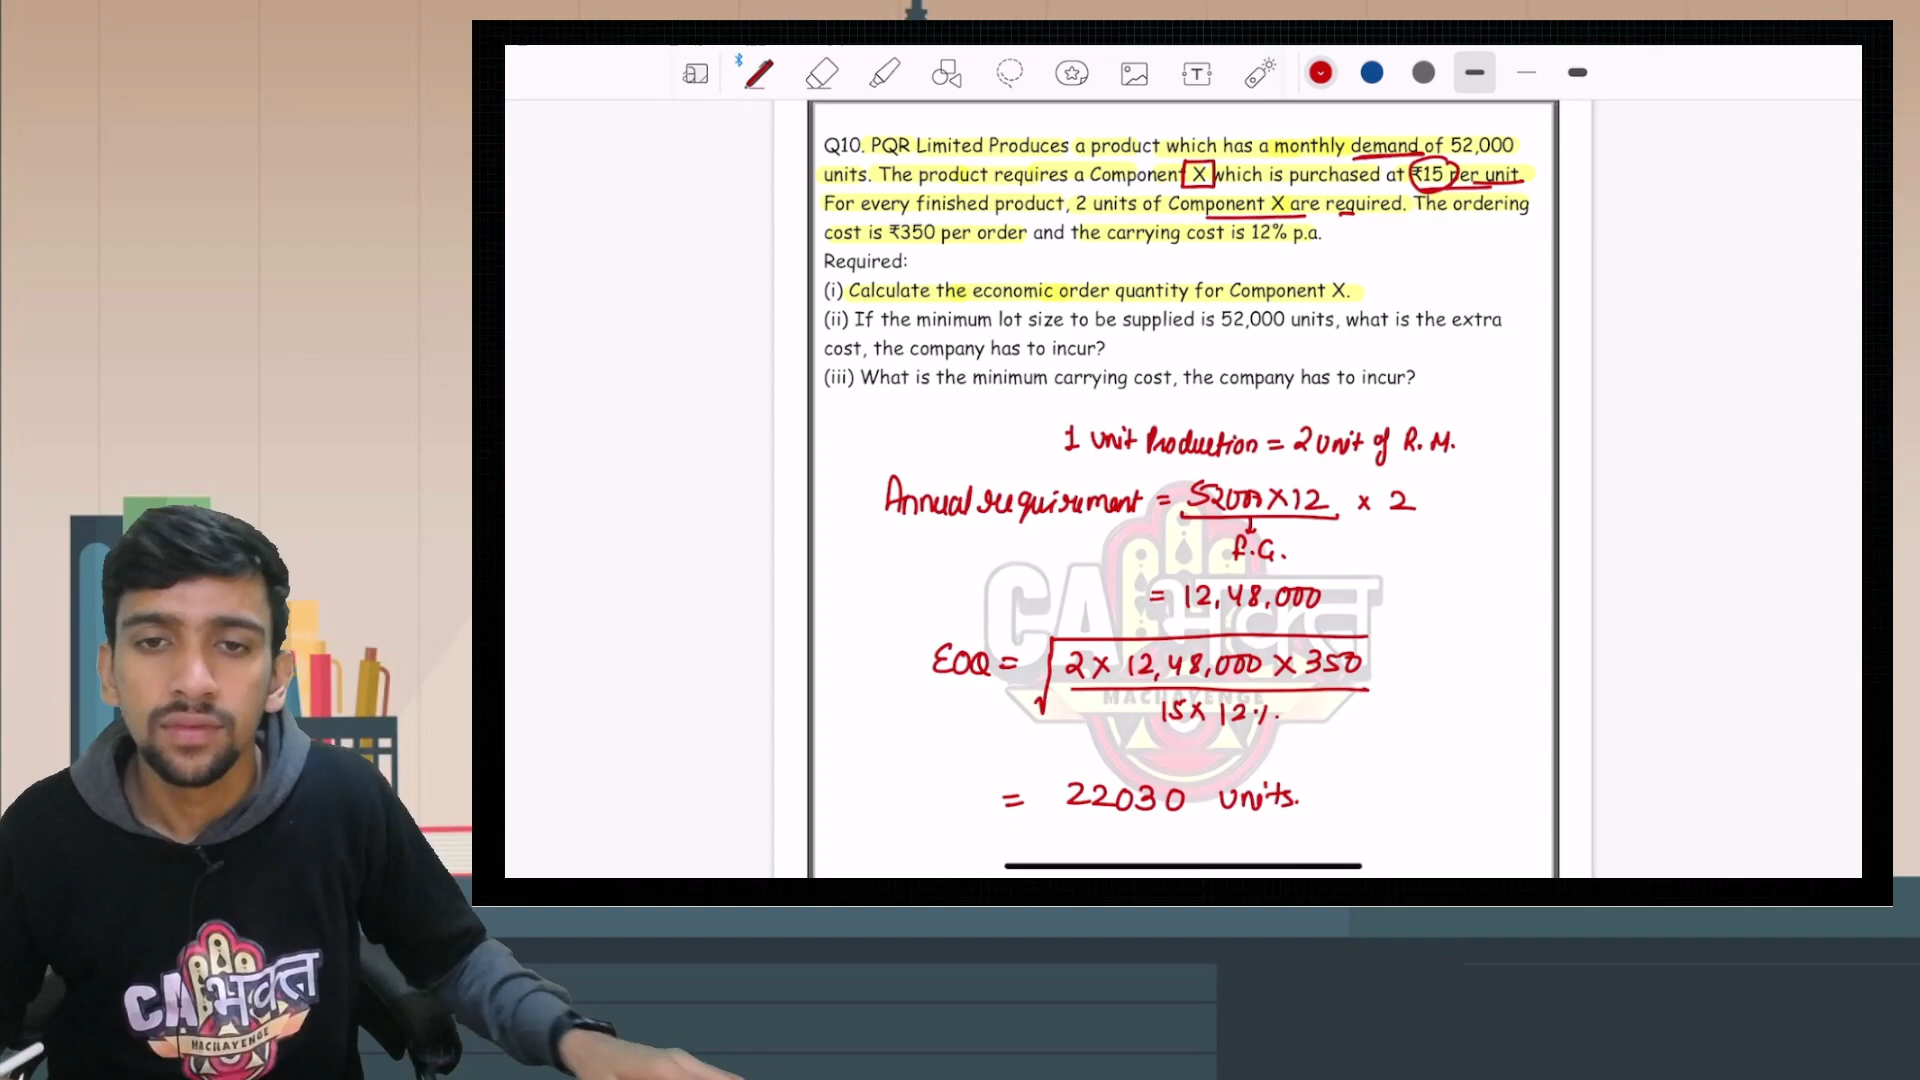 Q10. PQR Limited Produces a product which has a monthly demand of 52,000
units. The product requires a Component X which is purchased at ₹15 per unit.
For every finished product, 2 units of Component X are required. The ordering
cost is ₹350 per order and the carrying cost is 12% p.a.
Required:
(i) Calculate the economic order quantity for Component X.
(ii) If the minimum lot size to be supplied is 52,000 units, what is the extra
cost, the company has to incur?
(iii) What is the minimum carrying cost, the company has to incur?
1 unit Production = 2 unit of R.M.
Annual requirement = 52000 x 12 x 2
F.G.
= 12,48,000
EOQ = √ 2 x 12,48,000 x 350
15 x 12%
= 22030 units.
CA भक्त
MACHAYENGE
CA भक्त
MACHAYENGE